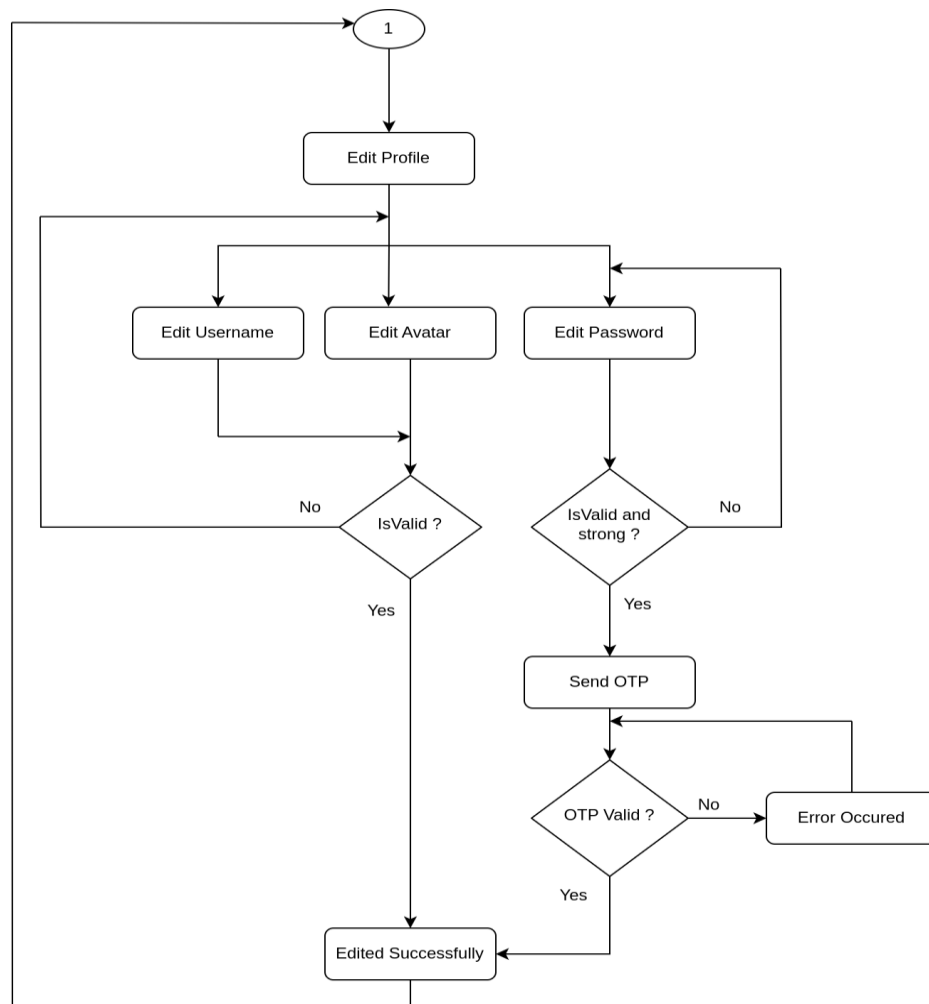 1
Edit Profile
Edit Username
Edit Avatar
Edit Password
No
IsValid ?
IsValid and
strong ?
No
Yes
Yes
Send OTP
OTP Valid ?
No
Error Occured
Yes
Edited Successfully